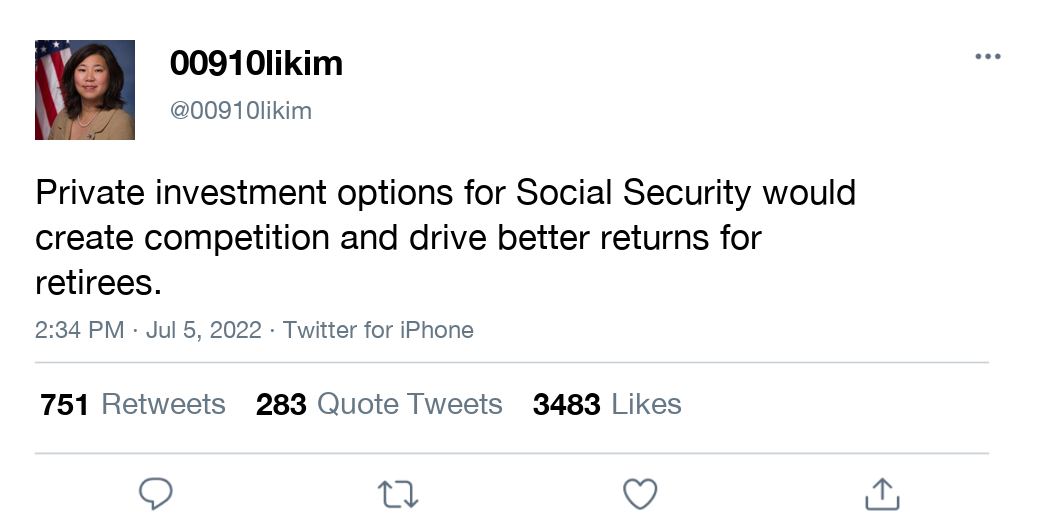 00910likim
@00910likim
Private investment options for Social Security would
create competition and drive better returns for
retirees.
2:34 PM · Jul 5, 2022 · Twitter for iPhone
751 Retweets 283 Quote Tweets 3483 Likes